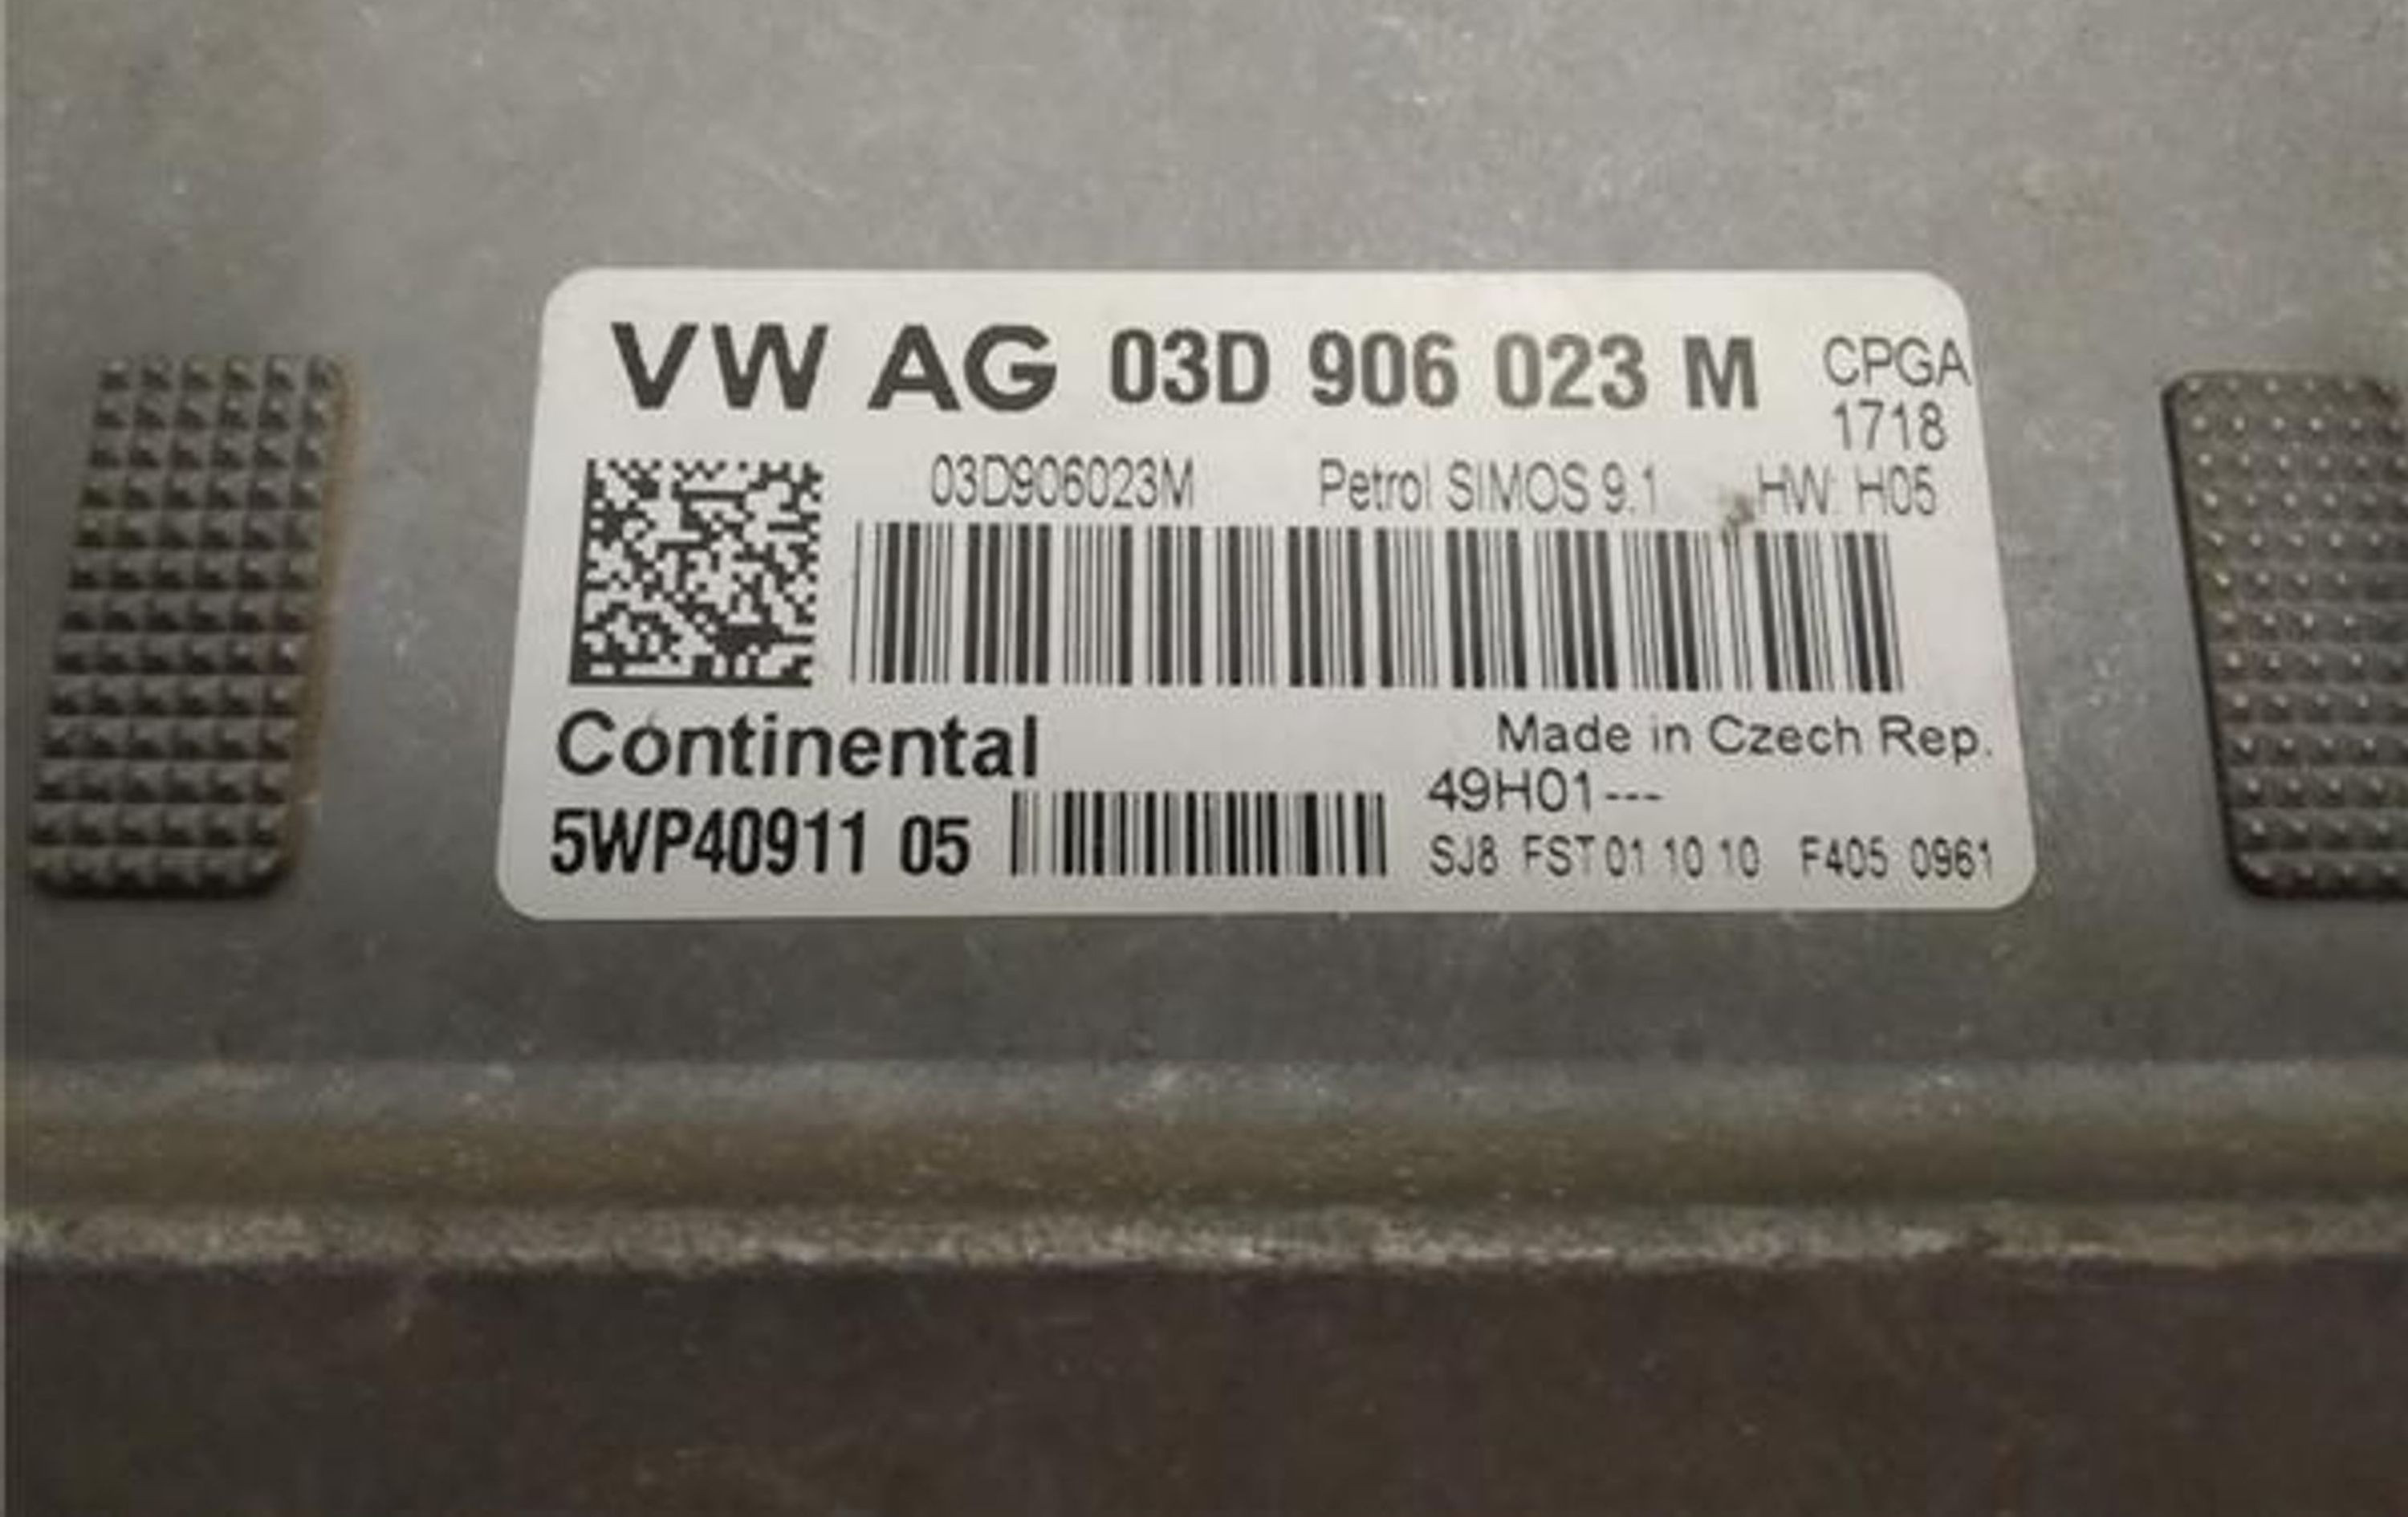 VW AG 03D 906 023 M CPGA
1718
03D906023M Petrol SIMOS 9.1 HW: H05
Continental Made in Czech Rep.
49H01---
5WP40911 05 SJ8 FST 01 10 10 F405 0961